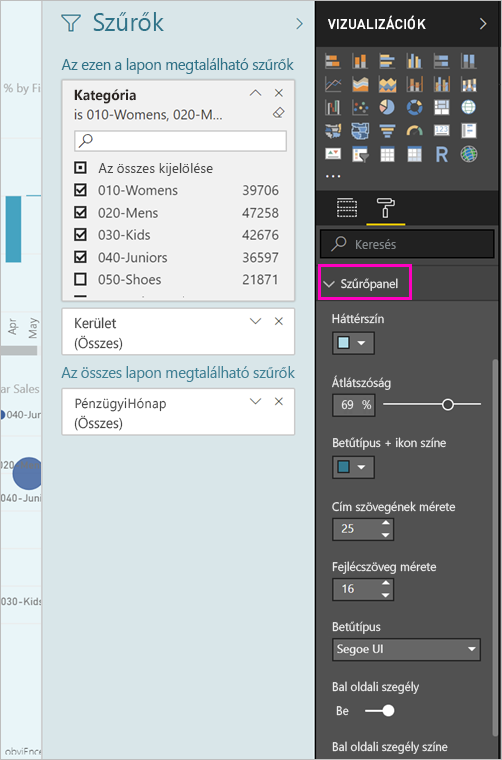 % by Fi
Apr
May
ar Sales
040-Jur
020
040-Juni
030-Kids
obviEnce
Szűrők
Az ezen a lapon megtalálható szűrők
Kategória
is 010-Womens, 020-M...
Az összes kijelölése
010-Womens 39706
020-Mens 47258
030-Kids 42676
040-Juniors 36597
050-Shoes 21871
Kerület
(Összes)
Az összes lapon megtalálható szűrők
PénzügyiHónap
(Összes)
VIZUALIZÁCIÓK
R
...
Keresés
Szűrőpanel
Háttérszín
Átlátszóság
69 %
Betűtípus + ikon színe
Cím szövegének mérete
25
Fejlécszöveg mérete
16
Betűtípus
Segoe UI
Bal oldali szegély
Be
Bal oldali szegély színe